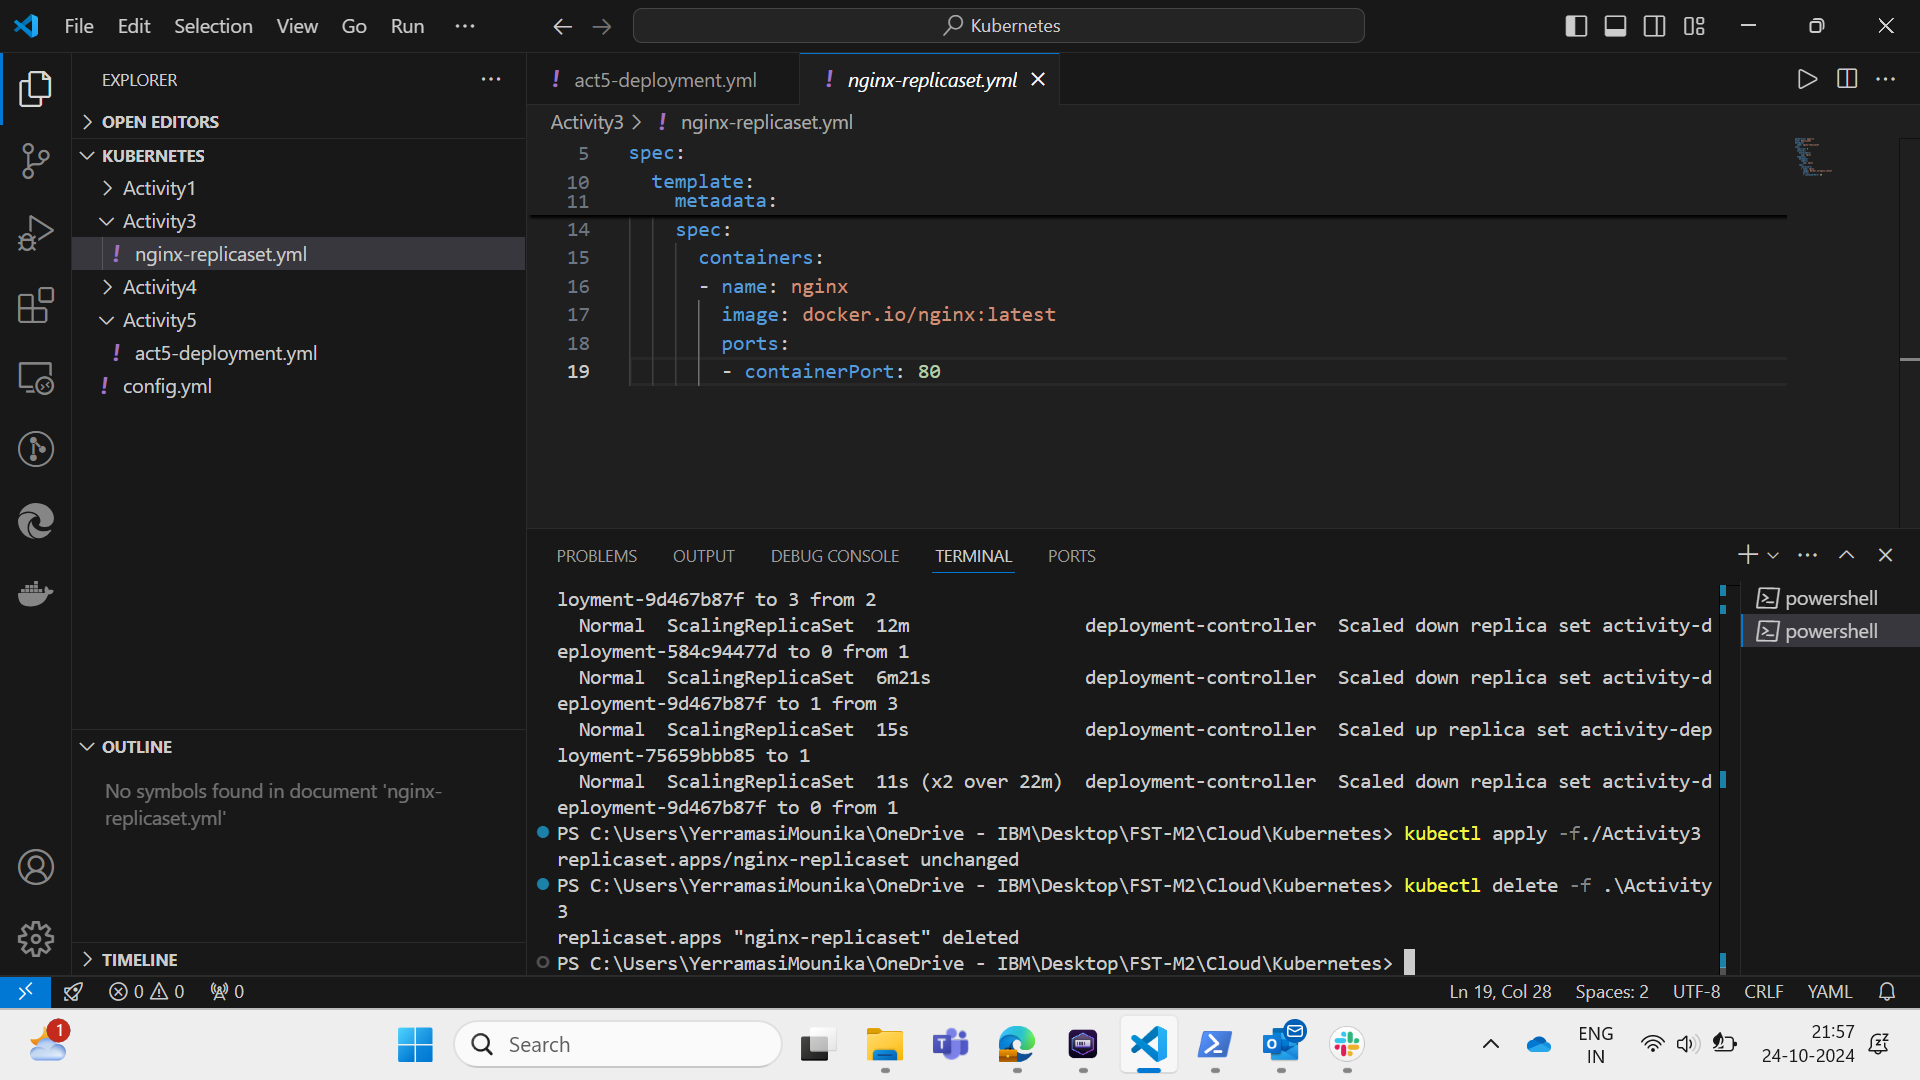 File Edit Selection View Go Run ···
Kubernetes
EXPLORER
OPEN EDITORS
KUBERNETES
Activity1
Activity3
! nginx-replicaset.yml
Activity4
Activity5
! act5-deployment.yml
! config.yml
OUTLINE
No symbols found in document 'nginx-
replicaset.yml'
TIMELINE
! act5-deployment.yml
! nginx-replicaset.yml
Activity3 > ! nginx-replicaset.yml
5 spec:
10 template:
11 metadata:
14 spec:
15 containers:
16 - name: nginx
17 image: docker.io/nginx:latest
18 ports:
19 - containerPort: 80
PROBLEMS OUTPUT DEBUG CONSOLE TERMINAL PORTS
loyment-9d467b87f to 3 from 2
Normal ScalingReplicaSet 12m deployment-controller Scaled down replica set activity-d
eployment-584c94477d to 0 from 1
Normal ScalingReplicaSet 6m21s deployment-controller Scaled down replica set activity-d
eployment-9d467b87f to 1 from 3
Normal ScalingReplicaSet 15s deployment-controller Scaled up replica set activity-dep
loyment-75659bbb85 to 1
Normal ScalingReplicaSet 11s (x2 over 22m) deployment-controller Scaled down replica set activity-d
eployment-9d467b87f to 0 from 1
PS C:\Users\YerramasiMounika\OneDrive - IBM\Desktop\FST-M2\Cloud\Kubernetes> kubectl apply -f./Activity3
replicaset.apps/nginx-replicaset unchanged
PS C:\Users\YerramasiMounika\OneDrive - IBM\Desktop\FST-M2\Cloud\Kubernetes> kubectl delete -f .\Activity
3
replicaset.apps "nginx-replicaset" deleted
PS C:\Users\YerramasiMounika\OneDrive - IBM\Desktop\FST-M2\Cloud\Kubernetes>
powershell
powershell
0 0 0
Ln 19, Col 28 Spaces: 2 UTF-8 CRLF YAML
1
Search
ENG
IN
21:57
24-10-2024